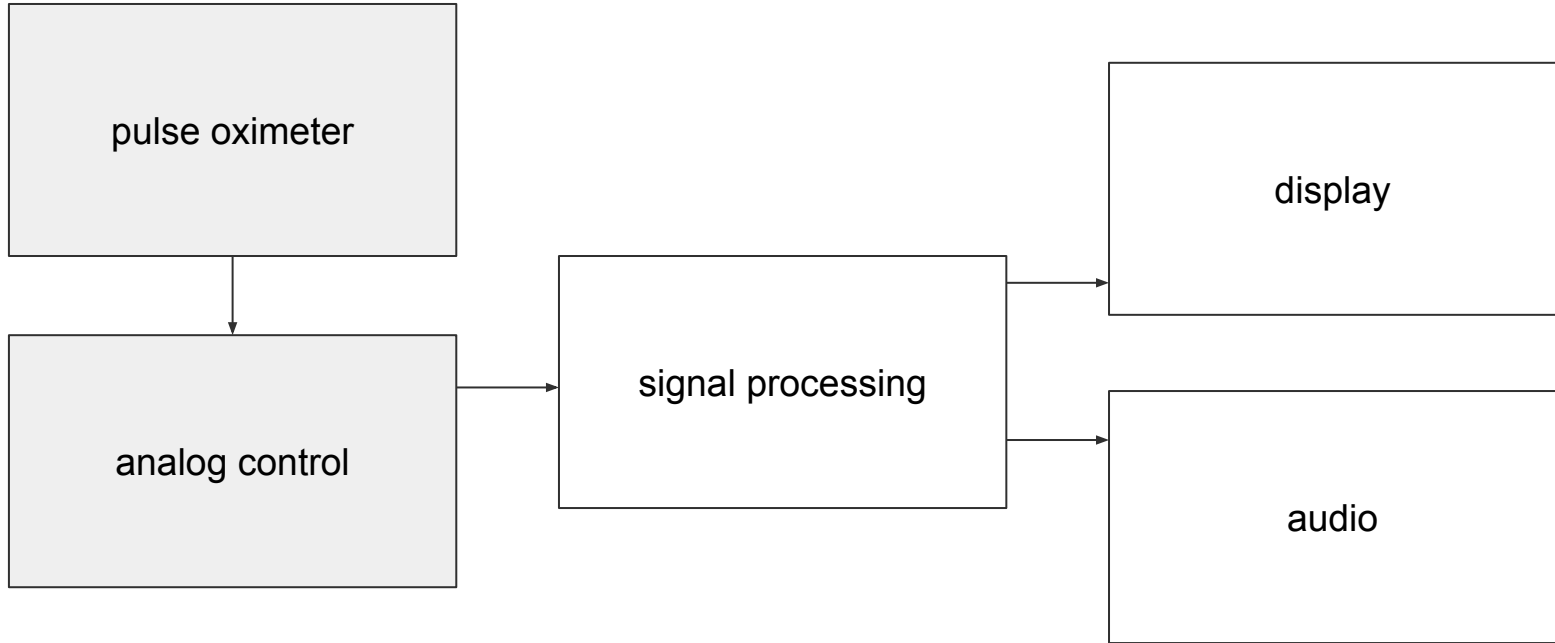 pulse oximeter
analog control
signal processing
display
audio